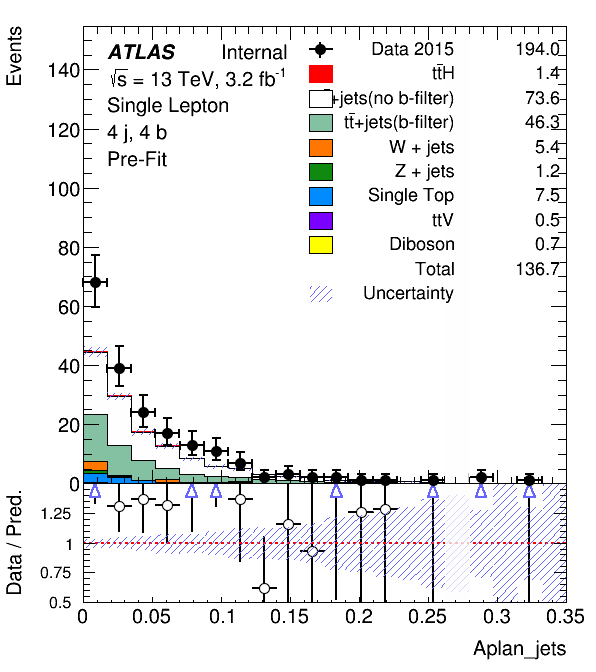 Events
ATLAS Internal
√s = 13 TeV, 3.2 fb⁻¹
Single Lepton
4 j, 4 b
Pre-Fit
Data 2015 194.0
tt̄H 1.4
+jets(no b-filter) 73.6
tt̄+jets(b-filter) 46.3
W + jets 5.4
Z + jets 1.2
Single Top 7.5
ttV 0.5
Diboson 0.7
Total 136.7
Uncertainty
140
120
100
80
60
40
20
0
Data / Pred.
1.25
1
0.75
0.5
0 0.05 0.1 0.15 0.2 0.25 0.3 0.35
Aplan_jets